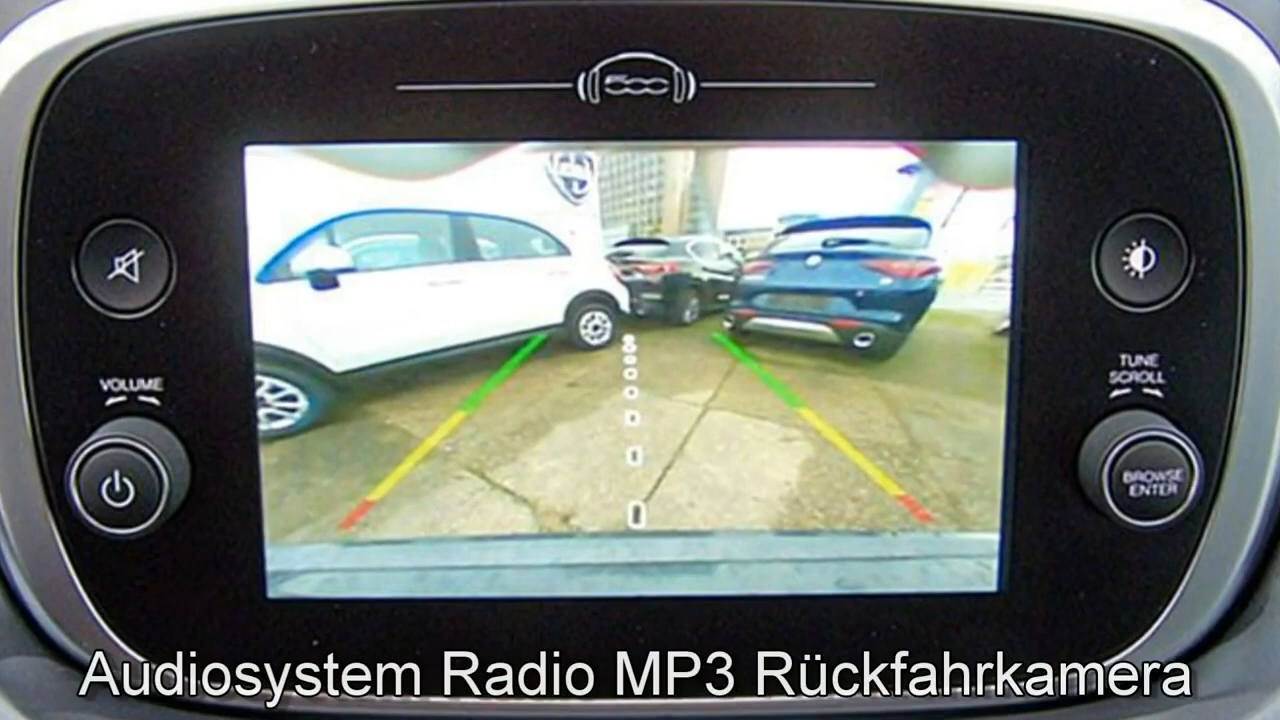 500
VOLUME
TUNE
SCROLL
BROWSE
ENTER
Audiosystem Radio MP3 Rückfahrkamera